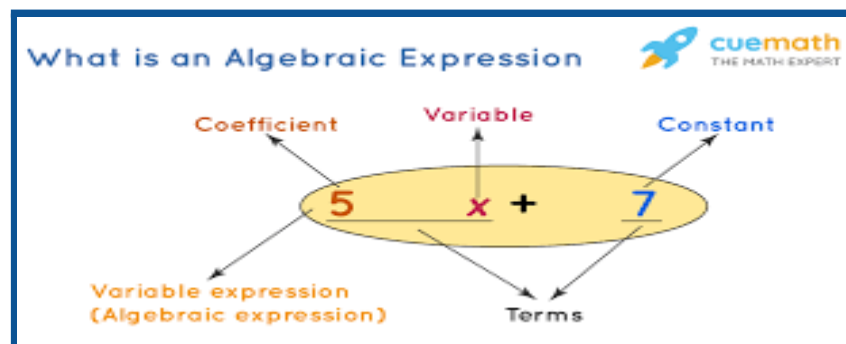 What is an Algebraic Expression
cuemath
THE MATH EXPERT
Coefficient
Variable
Constant
5 x + 7
Variable expression
(Algebraic expression)
Terms